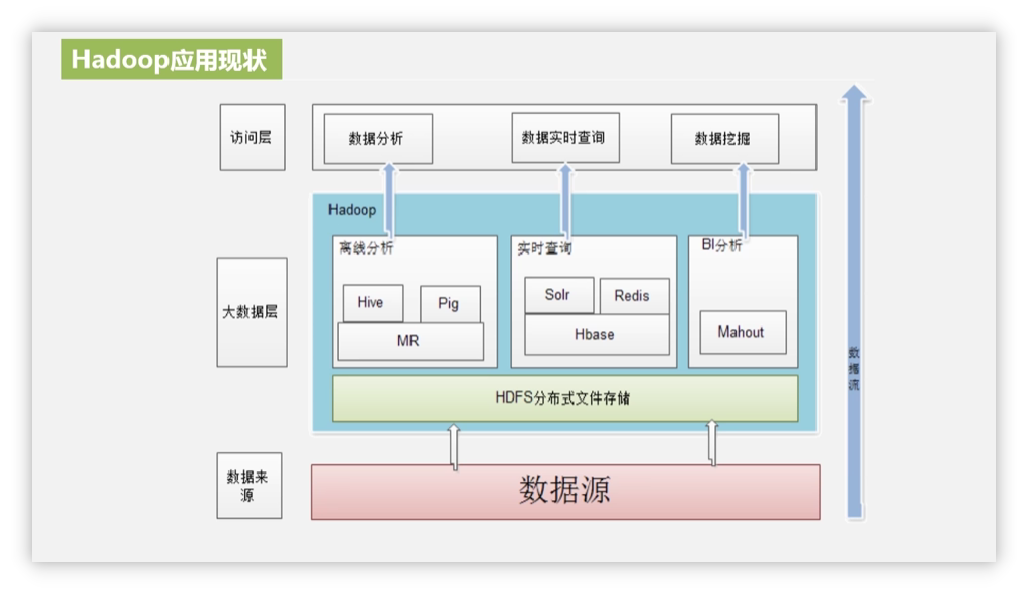 Hadoop应用现状
访问层
数据分析
数据实时查询
数据挖掘
Hadoop
离线分析
实时查询
BI分析
大数据层
Hive
Pig
MR
Solr
Redis
Hbase
Mahout
HDFS分布式文件存储
数据来
源
数据源
数
据
流